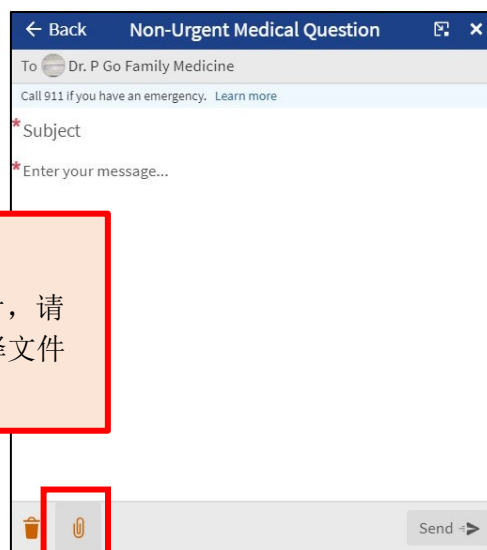 Back Non-Urgent Medical Question
To Dr. P Go Family Medicine
Call 911 if you have an emergency. Learn more
*Subject
*Enter your message...
，请
文件
Send